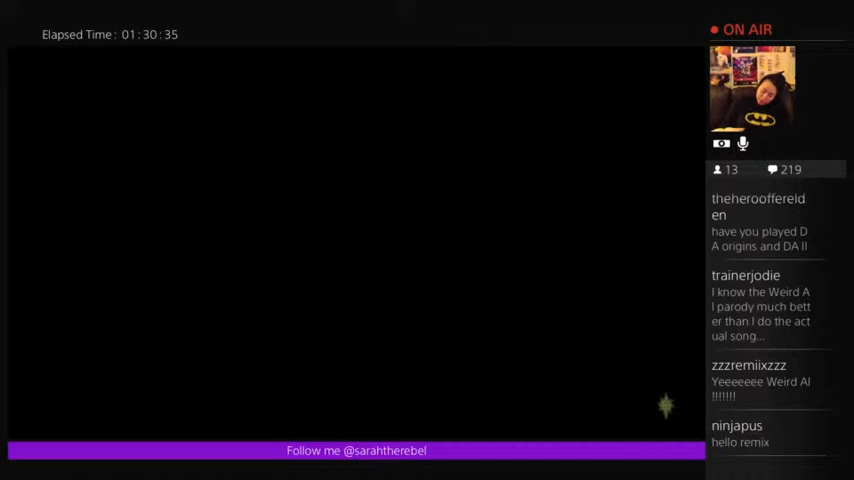 Elapsed Time : 01 : 30 : 35
ON AIR
13
219
theherooffereld
en
have you played D
A origins and DA II
trainerjodie
I know the Weird A
l parody much bett
er than I do the act
ual song...
zzzremiixzzz
Yeeeeeee Weird Al
!!!!!!!
ninjapus
hello remix
Follow me @sarahtherebel